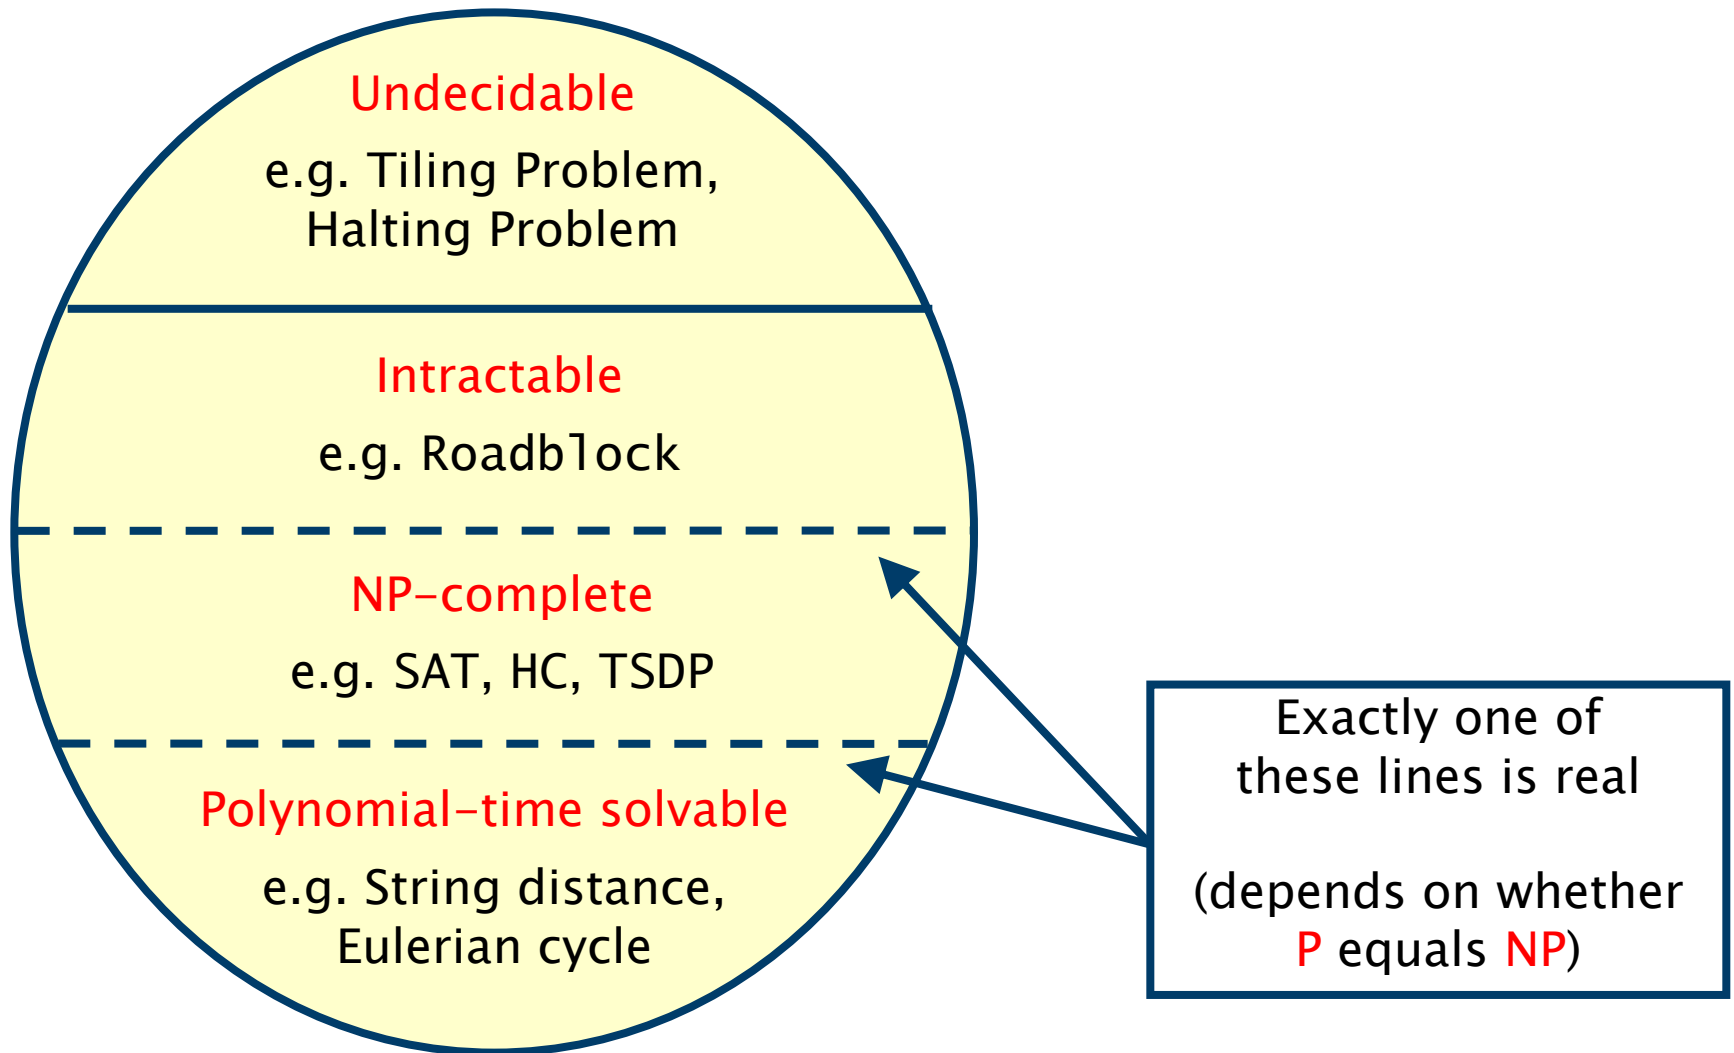 Undecidable
e.g. Tiling Problem,
Halting Problem
Intractable
e.g. Roadblock
NP-complete
e.g. SAT, HC, TSDP
Polynomial-time solvable
e.g. String distance,
Eulerian cycle
Exactly one of
these lines is real
(depends on whether
P equals NP)